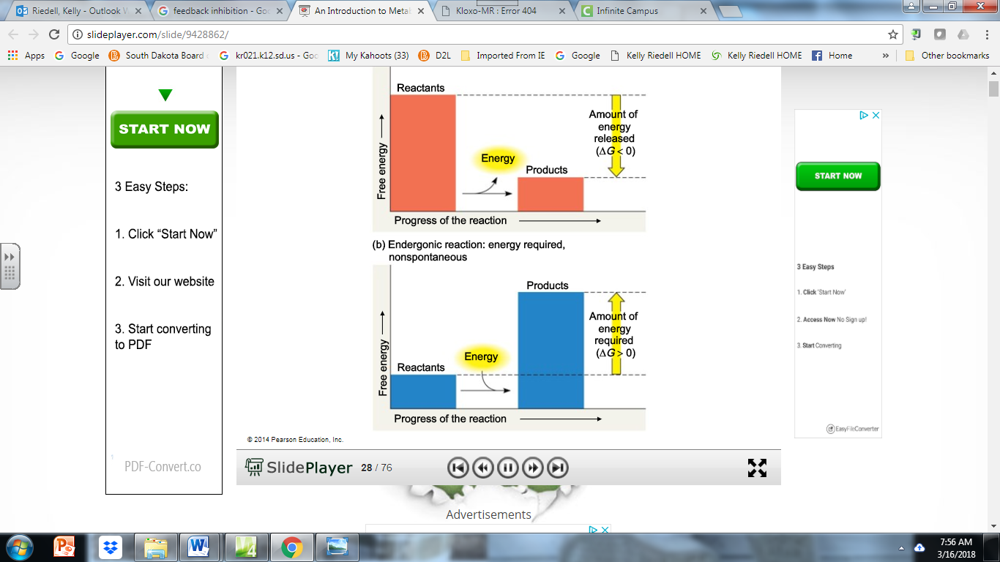 Riedell, Kelly - Outlook W
feedback inhibition - Goo
An Introduction to Metab
Kloxo-MR : Error 404
Infinite Campus
slideplayer.com/slide/9428862/
Apps
Google
South Dakota Board
kr021.k12.sd.us - Goo
My Kahoots (33)
D2L
Imported From IE
Google
Kelly Riedell HOME
Kelly Riedell HOME
Home
»
Other bookmarks
START NOW
3 Easy Steps:
1. Click “Start Now”
2. Visit our website
3. Start converting
to PDF
PDF-Convert.co
Reactants
Free energy
Energy
Products
Amount of
energy
released
(ΔG < 0)
Progress of the reaction
(b) Endergonic reaction: energy required,
nonspontaneous
Products
Free energy
Reactants
Energy
Amount of
energy
required
(ΔG > 0)
Progress of the reaction
© 2014 Pearson Education, Inc.
SlidePlayer 28 / 76
Advertisements
START NOW
3 Easy Steps
1. Click 'Start Now'
2. Access Now No Sign up!
3. Start Converting
EasyFileConverter
7:56 AM
3/16/2018